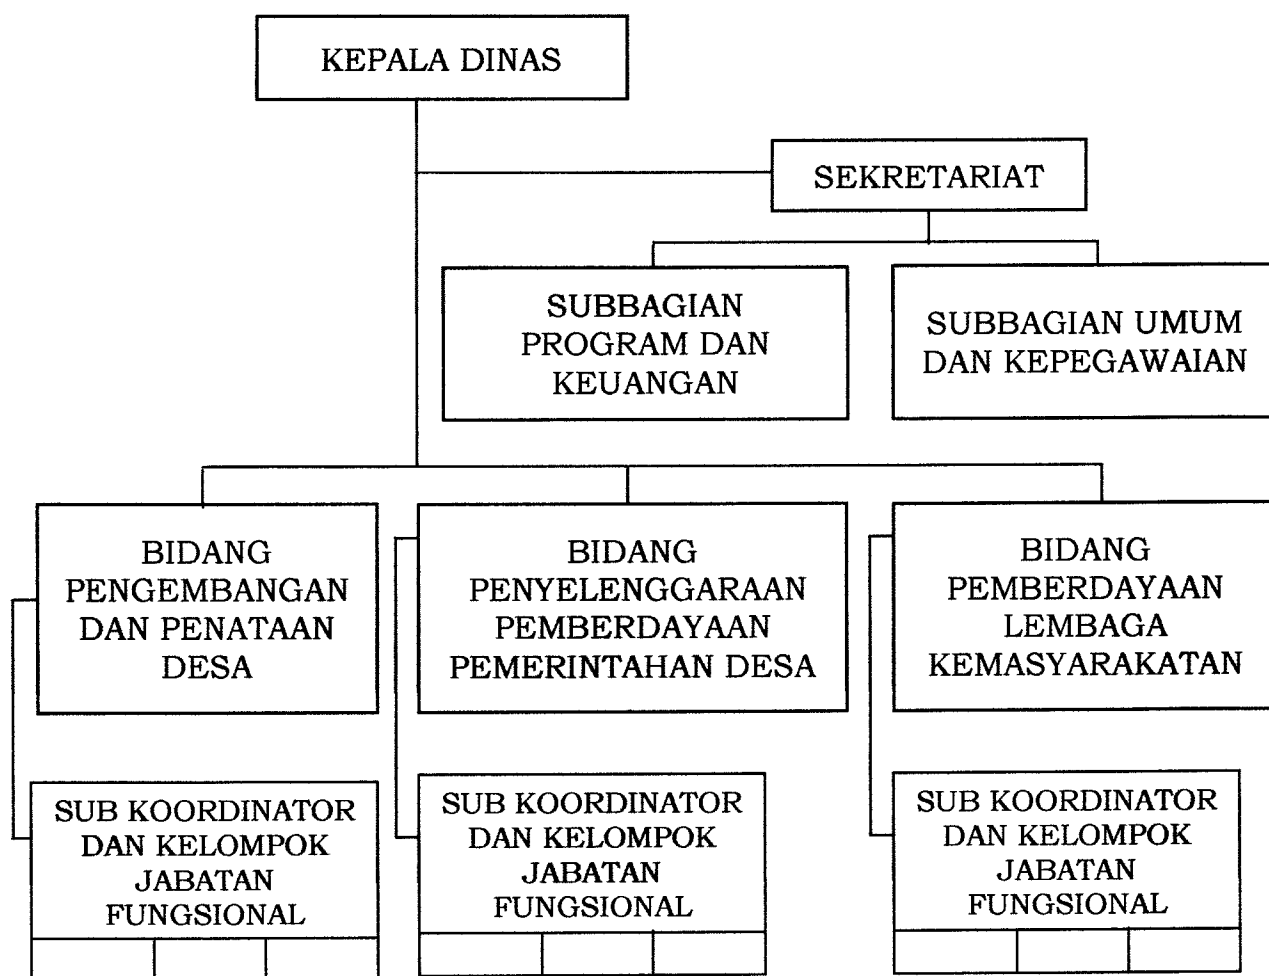 KEPALA DINAS
SEKRETARIAT
SUBBAGIAN
PROGRAM DAN
KEUANGAN
SUBBAGIAN UMUM
DAN KEPEGAWAIAN
BIDANG
PENGEMBANGAN
DAN PENATAAN
DESA
BIDANG
PENYELENGGARAAN
PEMBERDAYAAN
PEMERINTAHAN DESA
BIDANG
PEMBERDAYAAN
LEMBAGA
KEMASYARAKATAN
SUB KOORDINATOR
DAN KELOMPOK
JABATAN
FUNGSIONAL
SUB KOORDINATOR
DAN KELOMPOK
JABATAN
FUNGSIONAL
SUB KOORDINATOR
DAN KELOMPOK
JABATAN
FUNGSIONAL